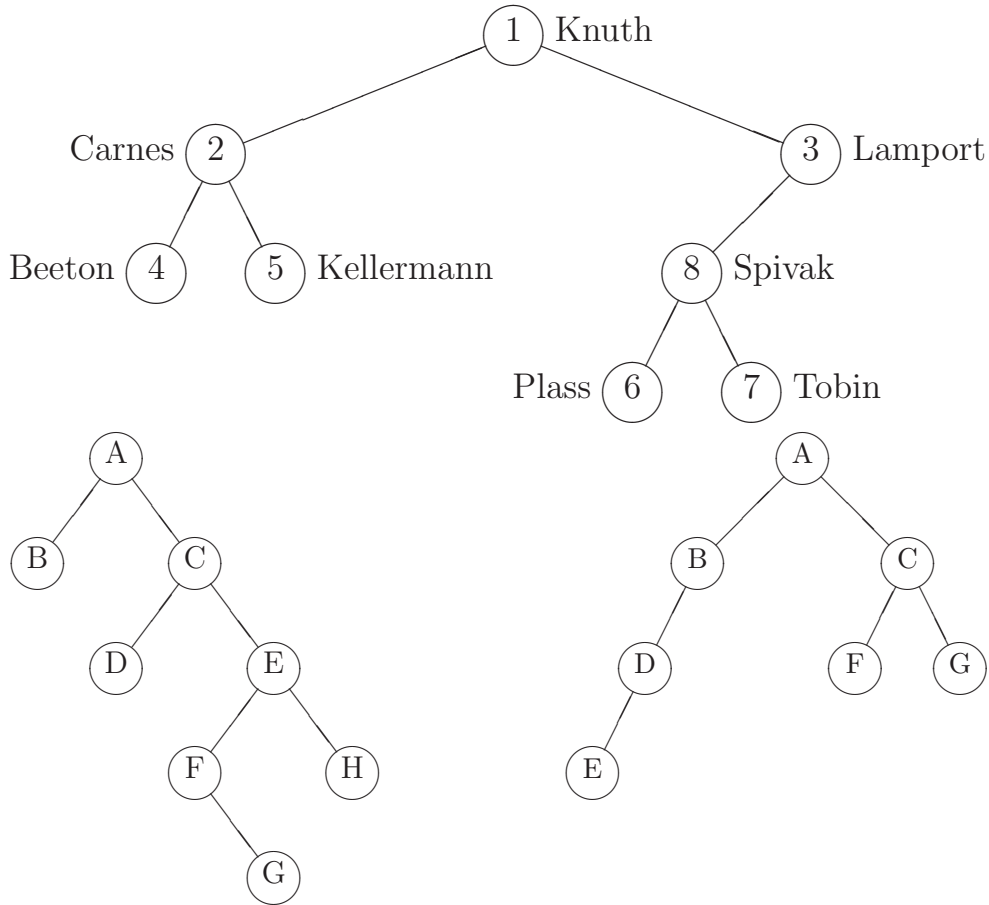 1 Knuth
Carnes 2 3 Lamport
Beeton 4 5 Kellermann 8 Spivak
Plass 6 7 Tobin
A A
B C B C
D E D F G
F H E
G